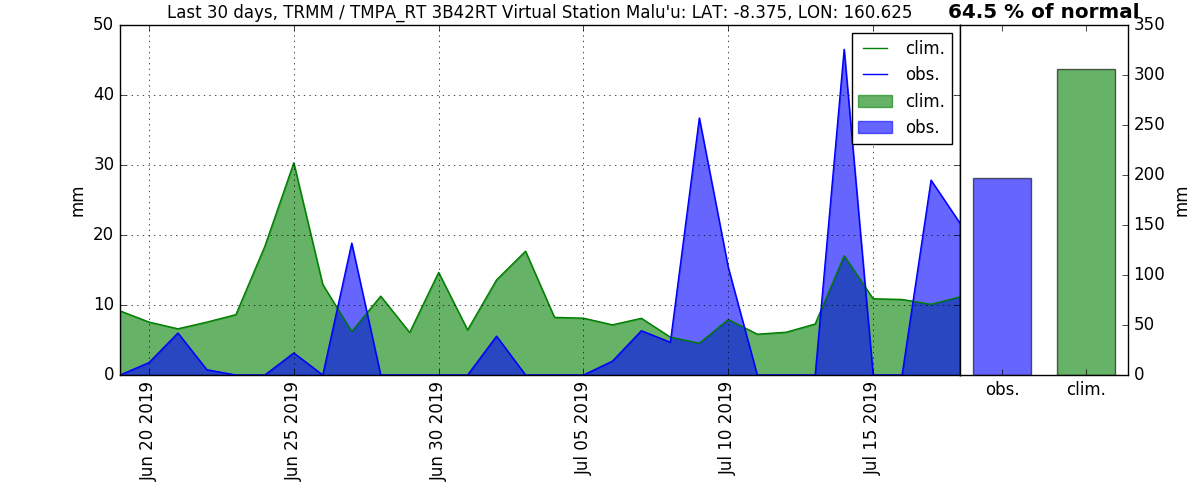 Last 30 days, TRMM / TMPA_RT 3B42RT Virtual Station Malu'u: LAT: -8.375, LON: 160.625
64.5 % of normal
50
40
30
20
10
0
mm
clim.
obs.
clim.
obs.
350
300
250
200
150
100
50
0
mm
obs.
clim.
Jun 20 2019
Jun 25 2019
Jun 30 2019
Jul 05 2019
Jul 10 2019
Jul 15 2019